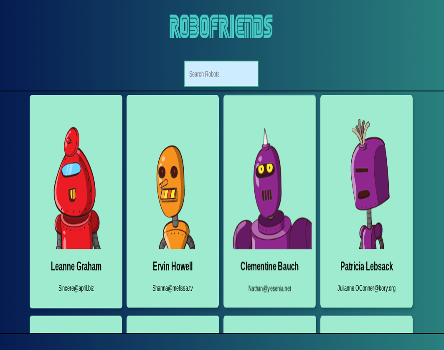 ROBOFRIENDS
Search Robots
Leanne Graham
Ervin Howell
Clementine Bauch
Patricia Lebsack
Sincere@april.biz
Shanna@melissa.tv
Nathan@yesenia.net
Julianne.OConner@kory.org